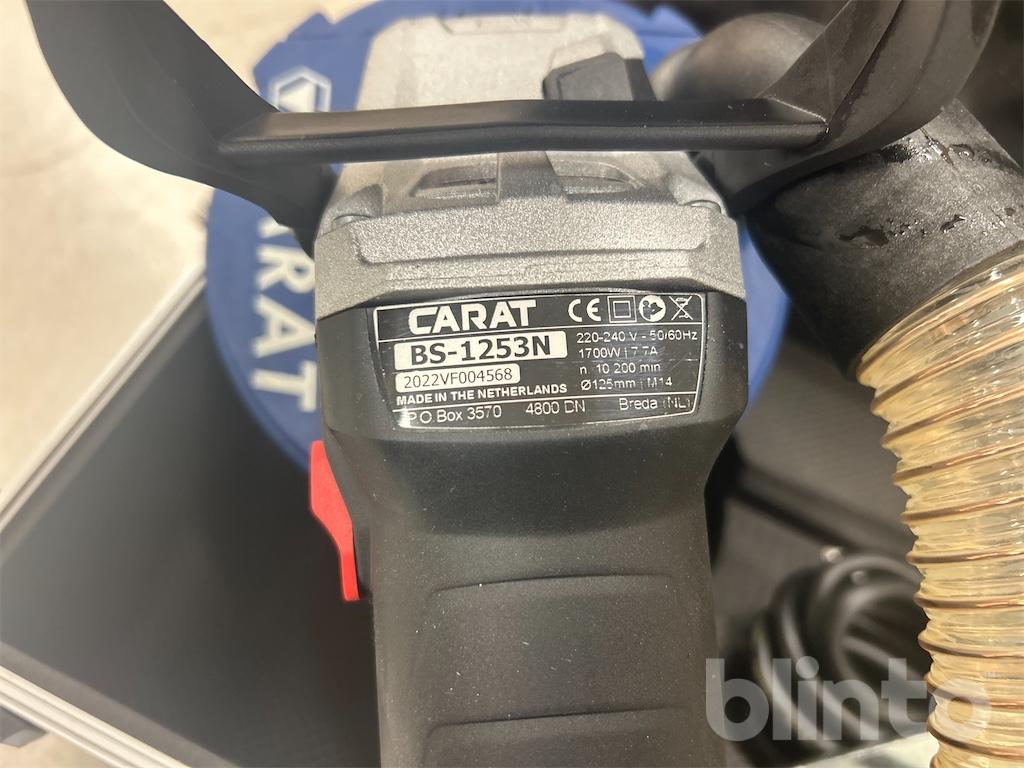 CARAT
CARAT CE
BS-1253N
220-240 V - 50/60Hz
2022VF004568
1700W | 7.7A
n 10 200 min
MADE IN THE NETHERLANDS
Ø125mm | M14
P O Box 3570 4800 DN Breda (NL)
blinto